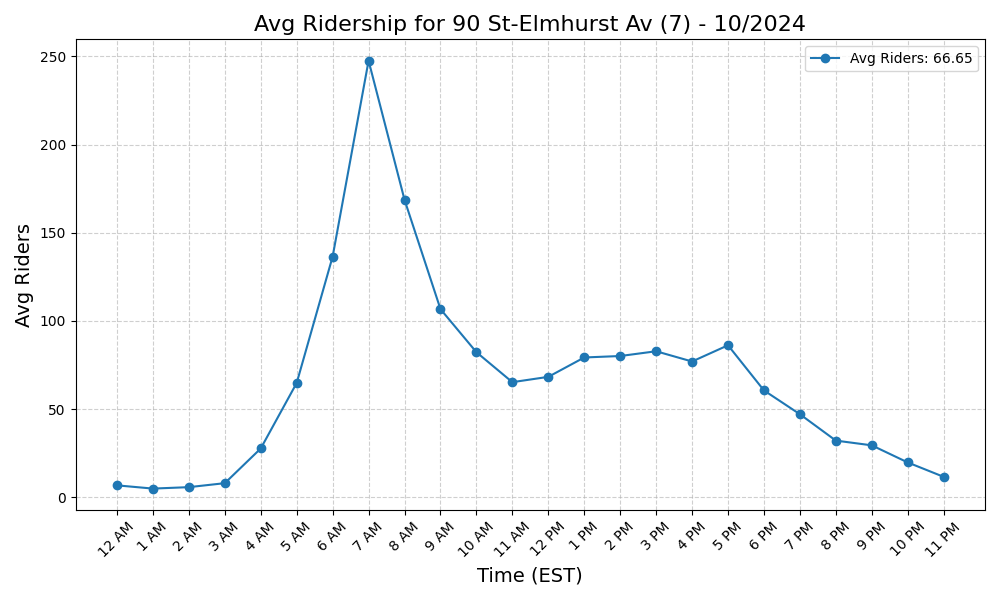 Avg Ridership for 90 St-Elmhurst Av (7) - 10/2024
Avg Riders: 66.65
Avg Riders
250
200
150
100
50
0
12 AM
1 AM
2 AM
3 AM
4 AM
5 AM
6 AM
7 AM
8 AM
9 AM
10 AM
11 AM
12 PM
1 PM
2 PM
3 PM
4 PM
5 PM
6 PM
7 PM
8 PM
9 PM
10 PM
11 PM
Time (EST)